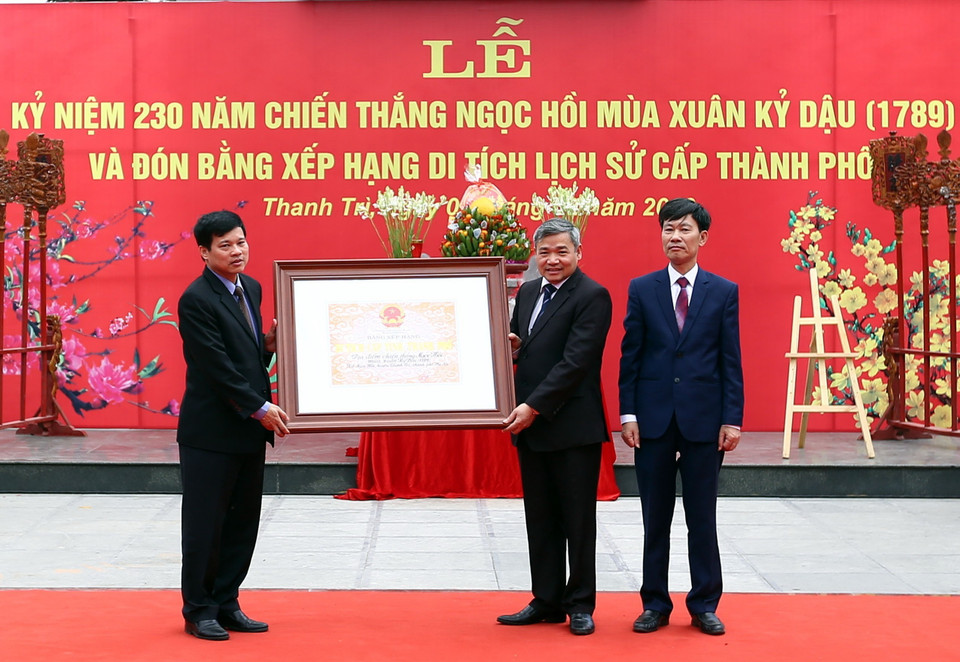 LỄ
KỶ NIỆM 230 NĂM CHIẾN THẮNG NGỌC HỒI MÙA XUÂN KỶ DẬU (1789)
VÀ ĐÓN BẰNG XẾP HẠNG DI TÍCH LỊCH SỬ CẤP THÀNH PHỐ
Thanh Trì, năm